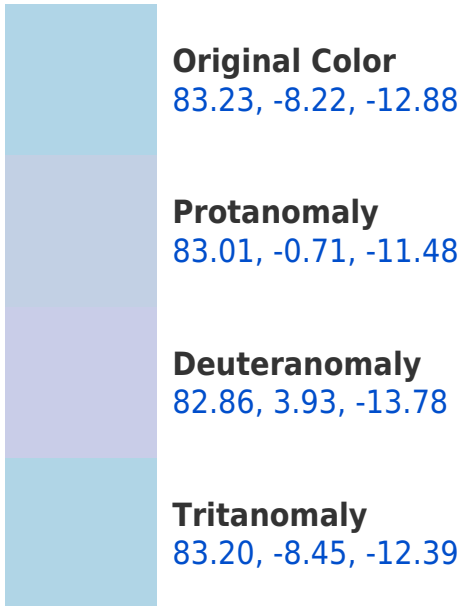 Original Color
83.23, -8.22, -12.88
Protanomaly
83.01, -0.71, -11.48
Deuteranomaly
82.86, 3.93, -13.78
Tritanomaly
83.20, -8.45, -12.39